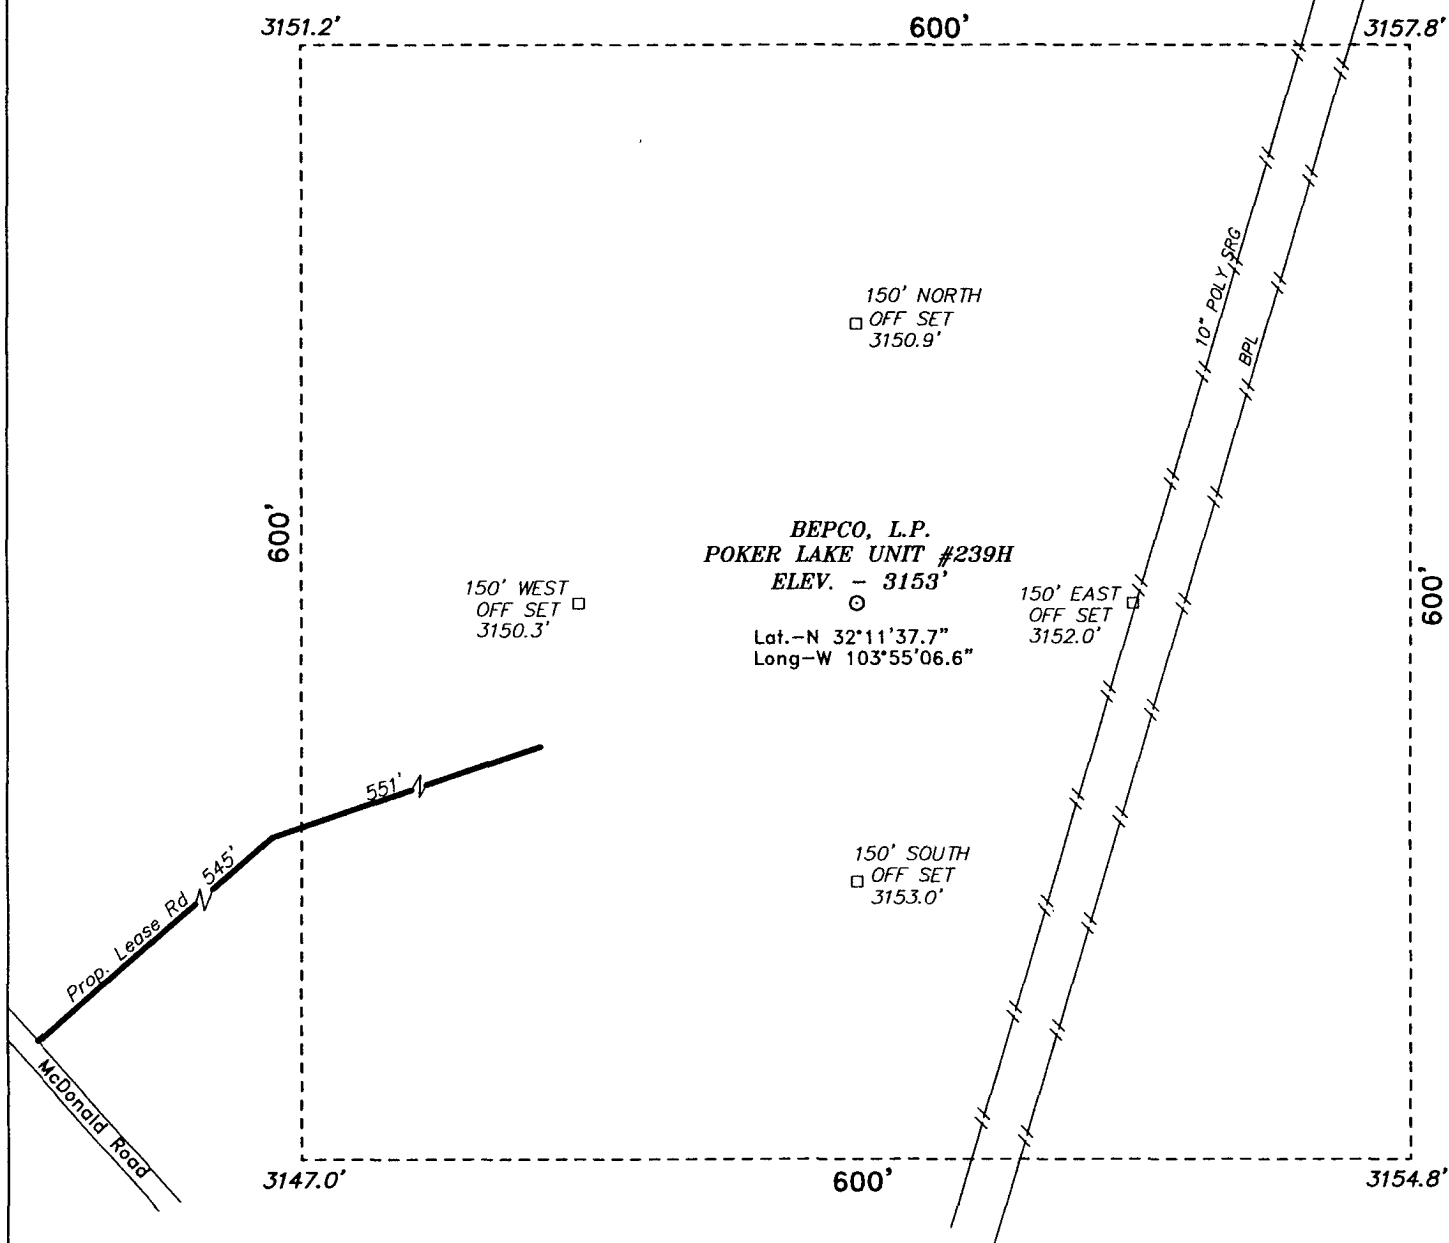 3151.2'
600'
3157.8'
10" POLY SRG
BPL
150' NORTH
OFF SET
3150.9'
600'
BEPCO, L.P.
POKER LAKE UNIT #239H
ELEV. - 3153'
Lat.-N 32°11'37.7"
Long-W 103°55'06.6"
150' WEST
OFF SET
3150.3'
150' EAST
OFF SET
3152.0'
600'
551'
545'
Prop. Lease Rd
150' SOUTH
OFF SET
3153.0'
McDonald Road
3147.0'
600'
3154.8'